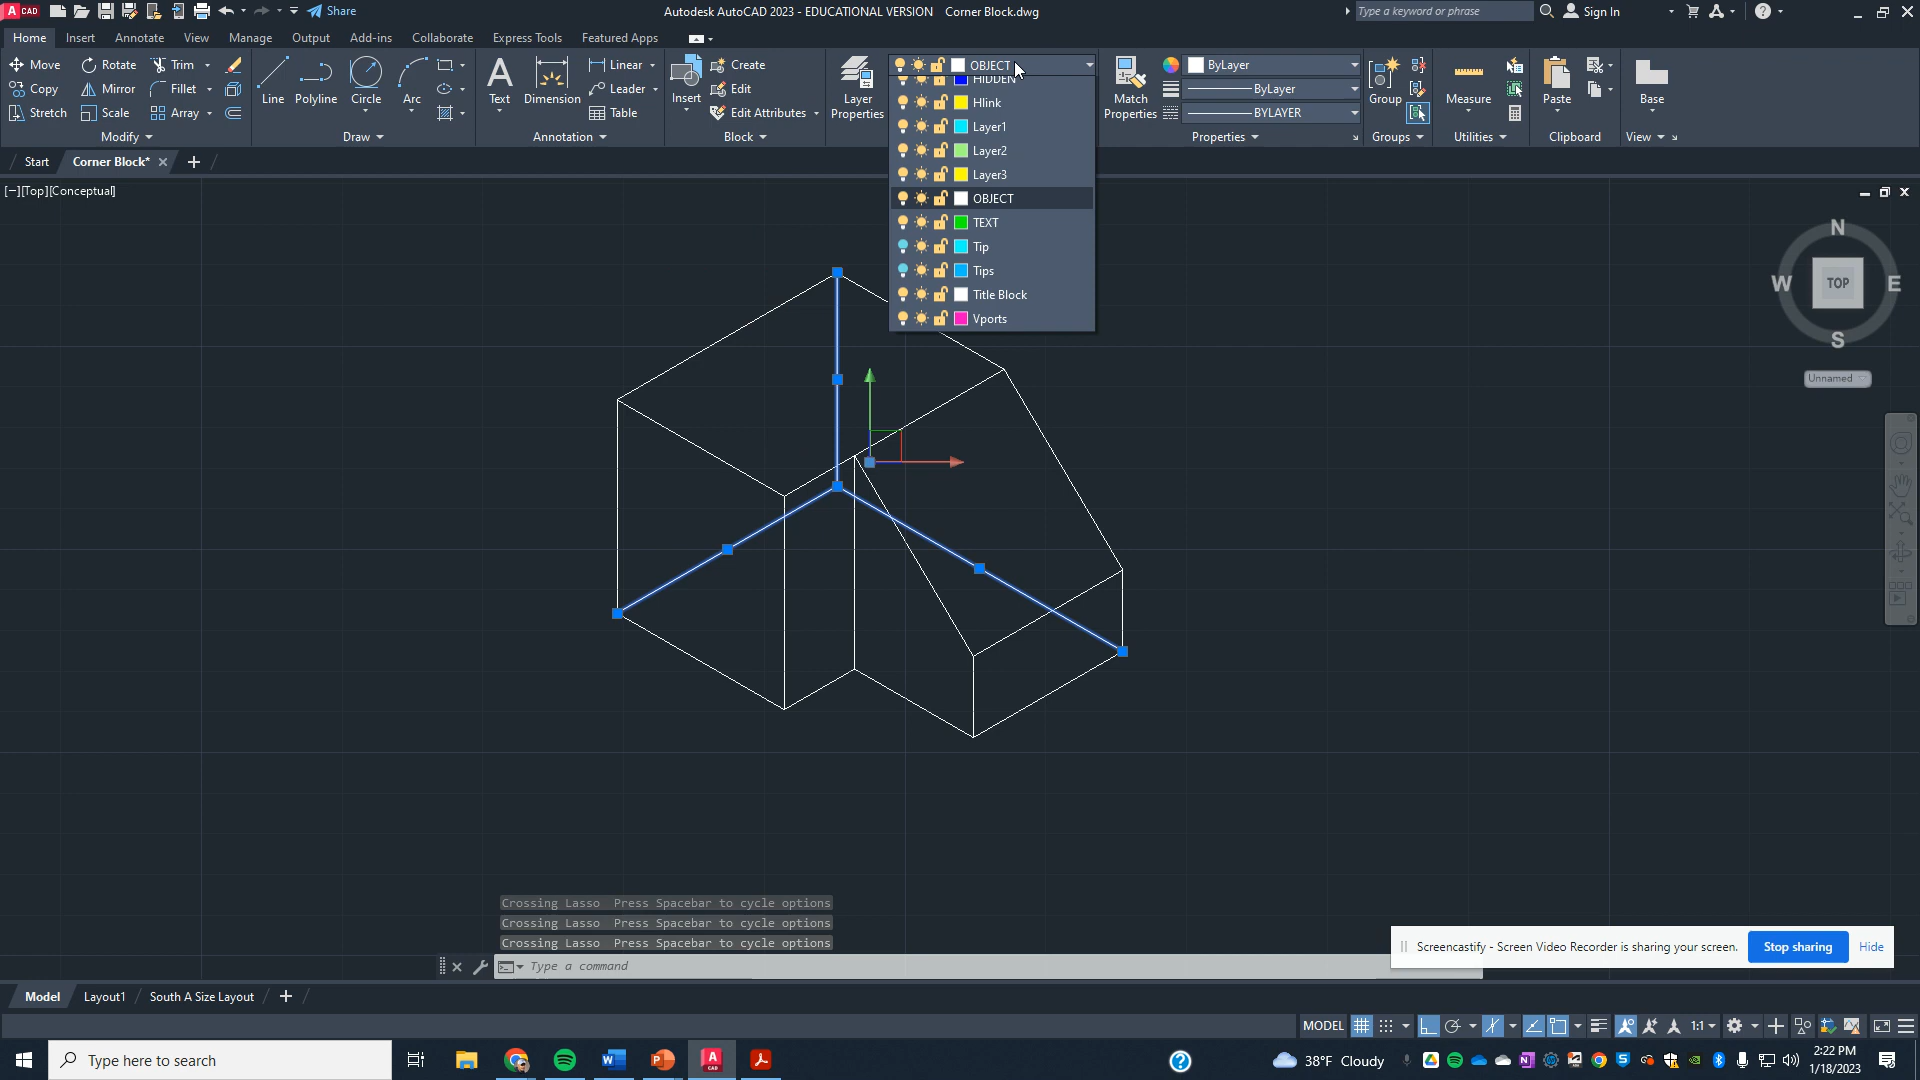 A CAD
Share
Autodesk AutoCAD 2023 - EDUCATIONAL VERSION Corner Block.dwg
Type a keyword or phrase
Sign In
Home Insert Annotate View Manage Output Add-ins Collaborate Express Tools Featured Apps
Move Rotate Trim
Copy Mirror Fillet
Stretch Scale Array
Modify
Line Polyline Circle Arc
Draw
Text Dimension
Linear
Leader
Table
Annotation
Insert
Create
Edit
Edit Attributes
Block
Layer Properties
OBJECT
HIDDEN
Hlink
Layer1
Layer2
Layer3
OBJECT
TEXT
Tip
Tips
Title Block
Vports
Match Properties
ByLayer
ByLayer
BYLAYER
Properties
Group
Groups
Measure
Utilities
Paste
Clipboard
Base
View
Start Corner Block*
[−][Top][Conceptual]
N
W TOP E
S
Unnamed
Crossing Lasso Press Spacebar to cycle options
Crossing Lasso Press Spacebar to cycle options
Crossing Lasso Press Spacebar to cycle options
Type a command
Screencastify - Screen Video Recorder is sharing your screen. Stop sharing Hide
Model Layout1 South A Size Layout
MODEL 1:1
Type here to search
38°F Cloudy
2:22 PM
1/18/2023